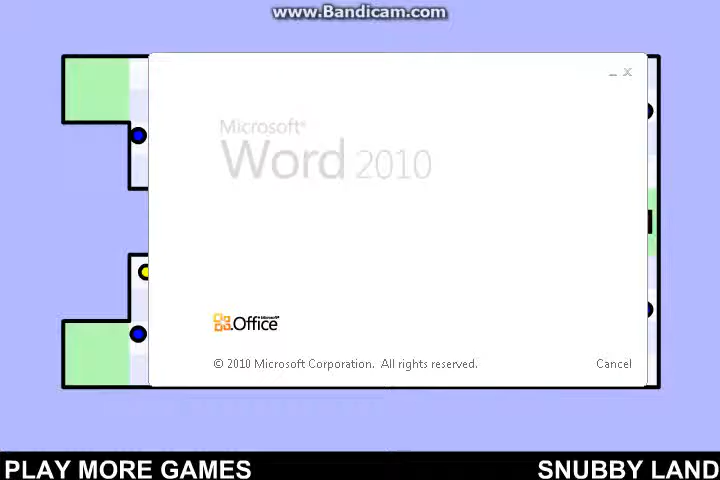 www.Bandicam.com
Microsoft®
Word 2010
Office
© 2010 Microsoft Corporation. All rights reserved.
Cancel
PLAY MORE GAMES
SNUBBY LAND